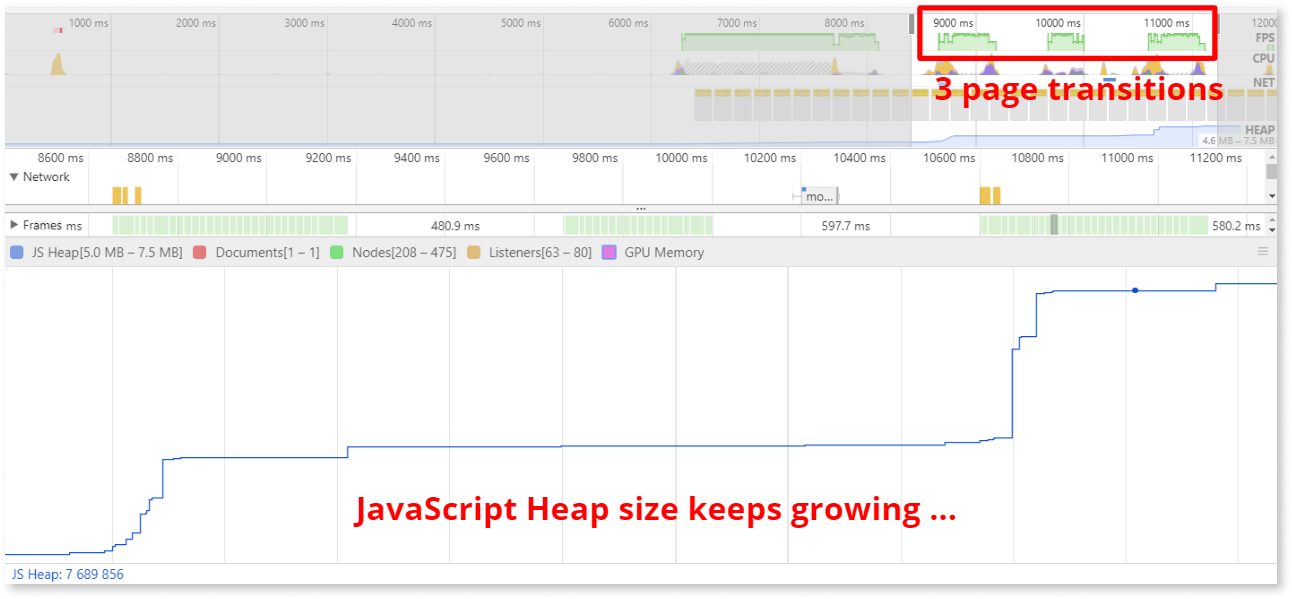 1000 ms 2000 ms 3000 ms 4000 ms 5000 ms 6000 ms 7000 ms 8000 ms 9000 ms 10000 ms 11000 ms 12000
FPS
CPU
NET
3 page transitions
HEAP
4.6 MB – 7.5 MB
8600 ms 8800 ms 9000 ms 9200 ms 9400 ms 9600 ms 9800 ms 10000 ms 10200 ms 10400 ms 10600 ms 10800 ms 11000 ms 11200 ms
Network
mo...
Frames ms 480.9 ms 597.7 ms 580.2 ms
JS Heap[5.0 MB – 7.5 MB] Documents[1 – 1] Nodes[208 – 475] Listeners[63 – 80] GPU Memory
JavaScript Heap size keeps growing ...
JS Heap: 7 689 856